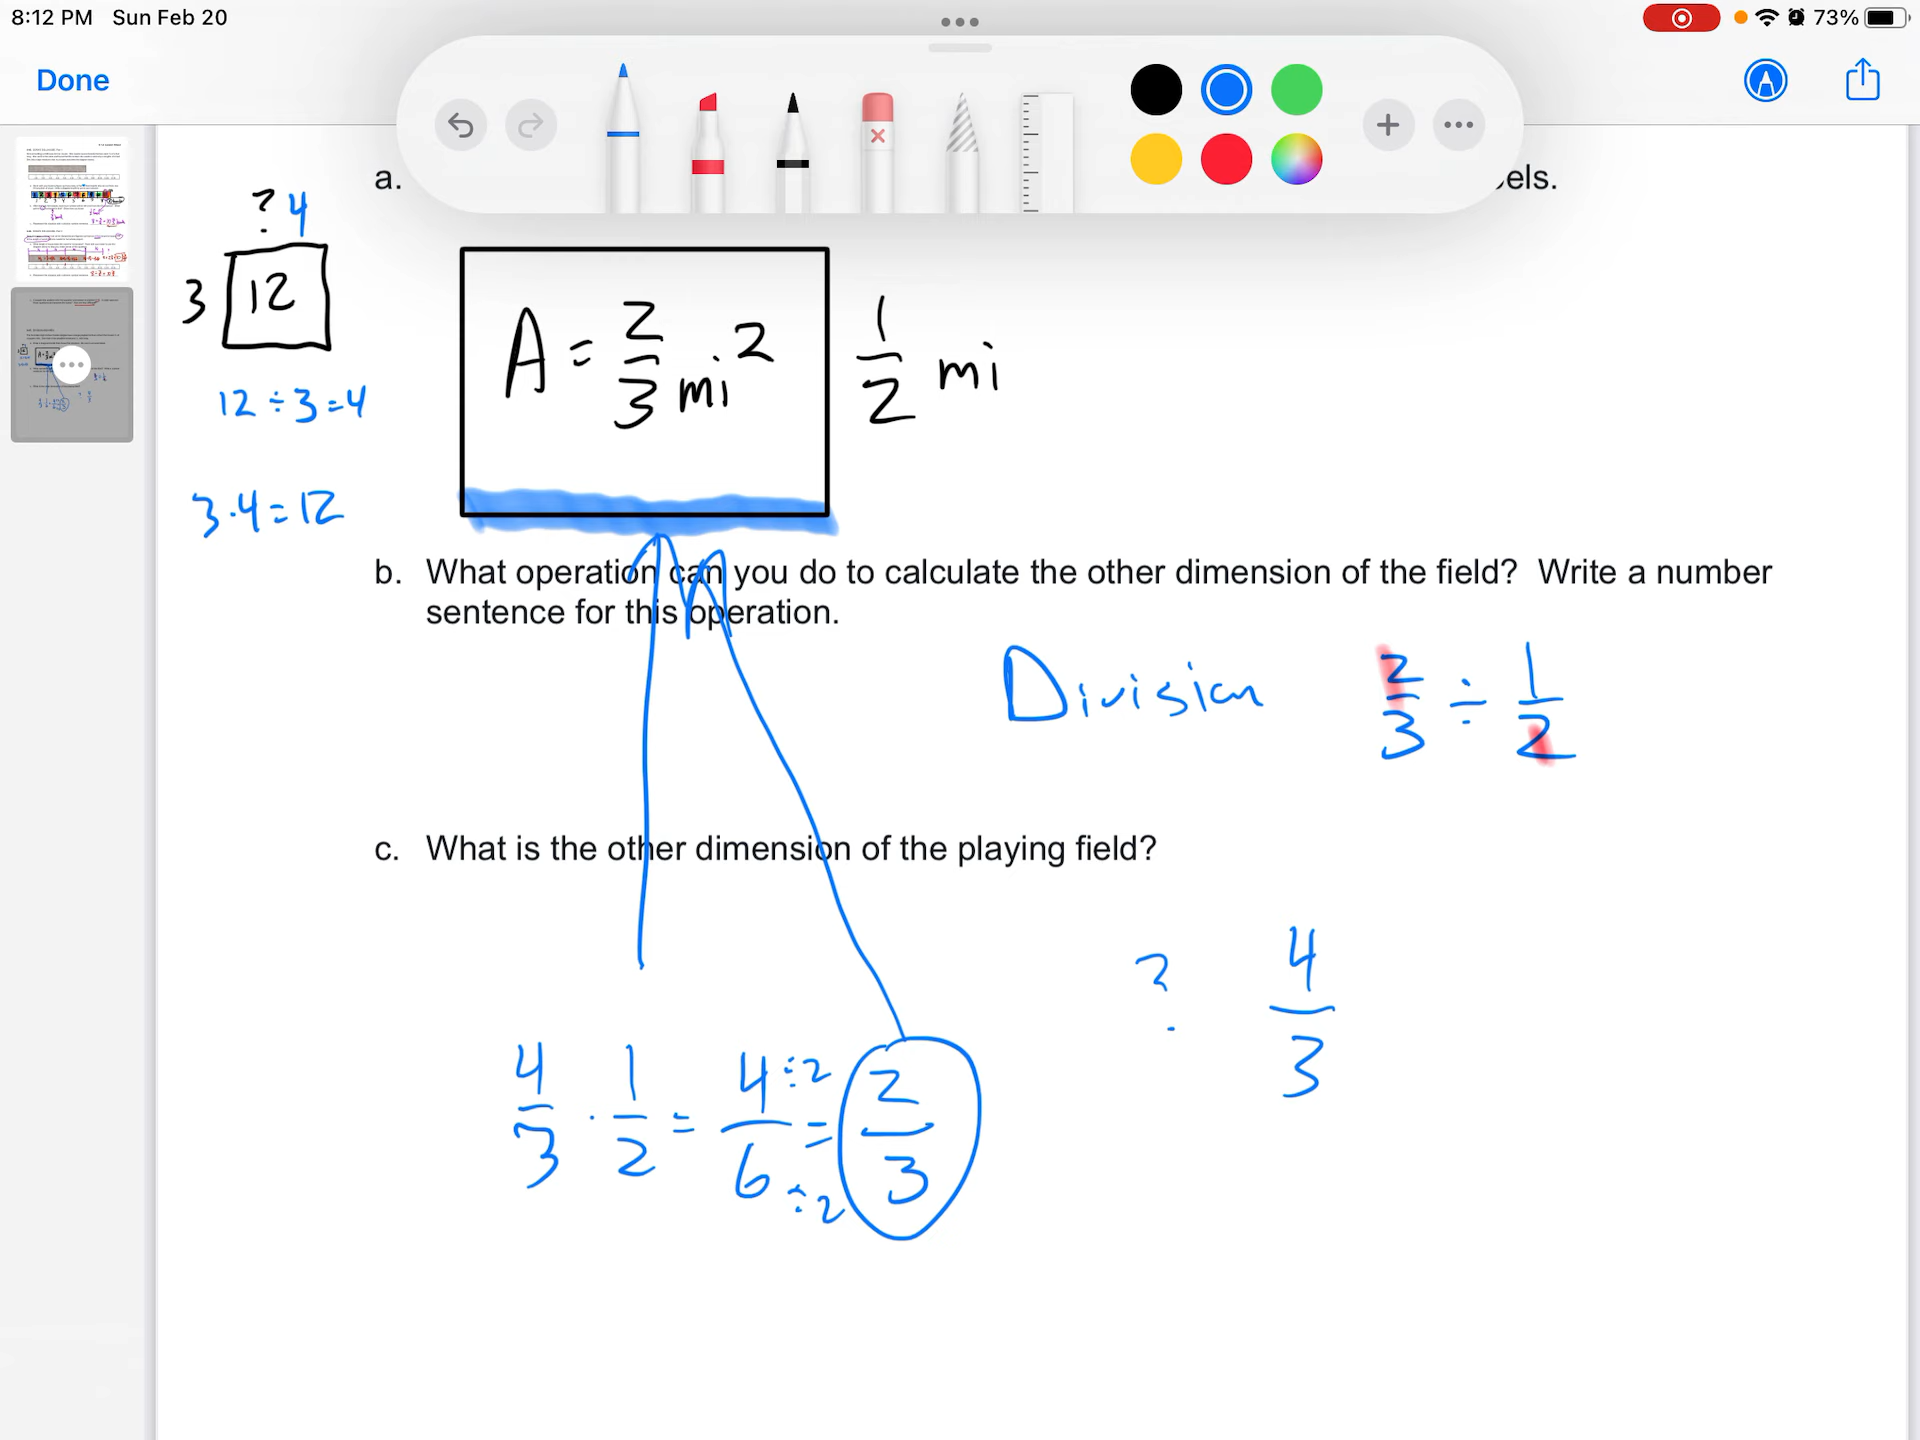 8:12 PM Sun Feb 20
73%
Done
a.
els.
? 4
3 12
12 ÷ 3 = 4
3 · 4 = 12
A = 2/3 mi²
1/2 mi
b. What operation can you do to calculate the other dimension of the field? Write a number
sentence for this operation.
Division 2/3 ÷ 1/2
c. What is the other dimension of the playing field?
? 4/3
4/3 · 1/2 = 4÷2/6÷2 = 2/3